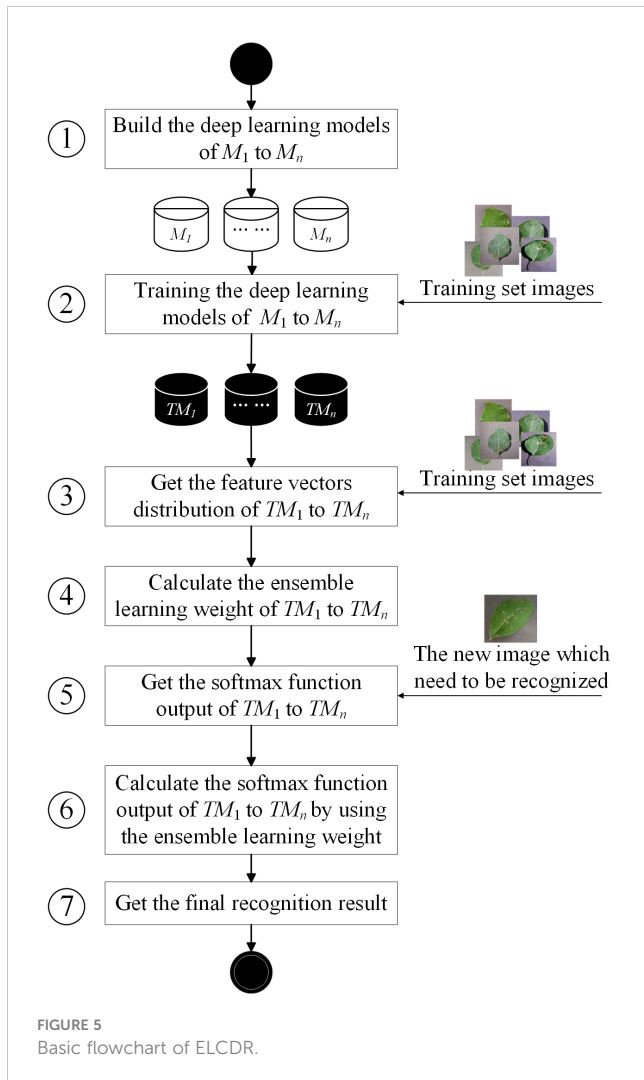 ① Build the deep learning models
of M₁ to Mₙ
M₁ ... ... Mₙ
② Training the deep learning
models of M₁ to Mₙ
Training set images
TM₁ ... ... TMₙ
③ Get the feature vectors
distribution of TM₁ to TMₙ
Training set images
④ Calculate the ensemble
learning weight of TM₁ to TMₙ
The new image which
need to be recognized
⑤ Get the softmax function
output of TM₁ to TMₙ
⑥ Calculate the softmax function
output of TM₁ to TMₙ by using
the ensemble learning weight
⑦ Get the final recognition result
FIGURE 5
Basic flowchart of ELCDR.